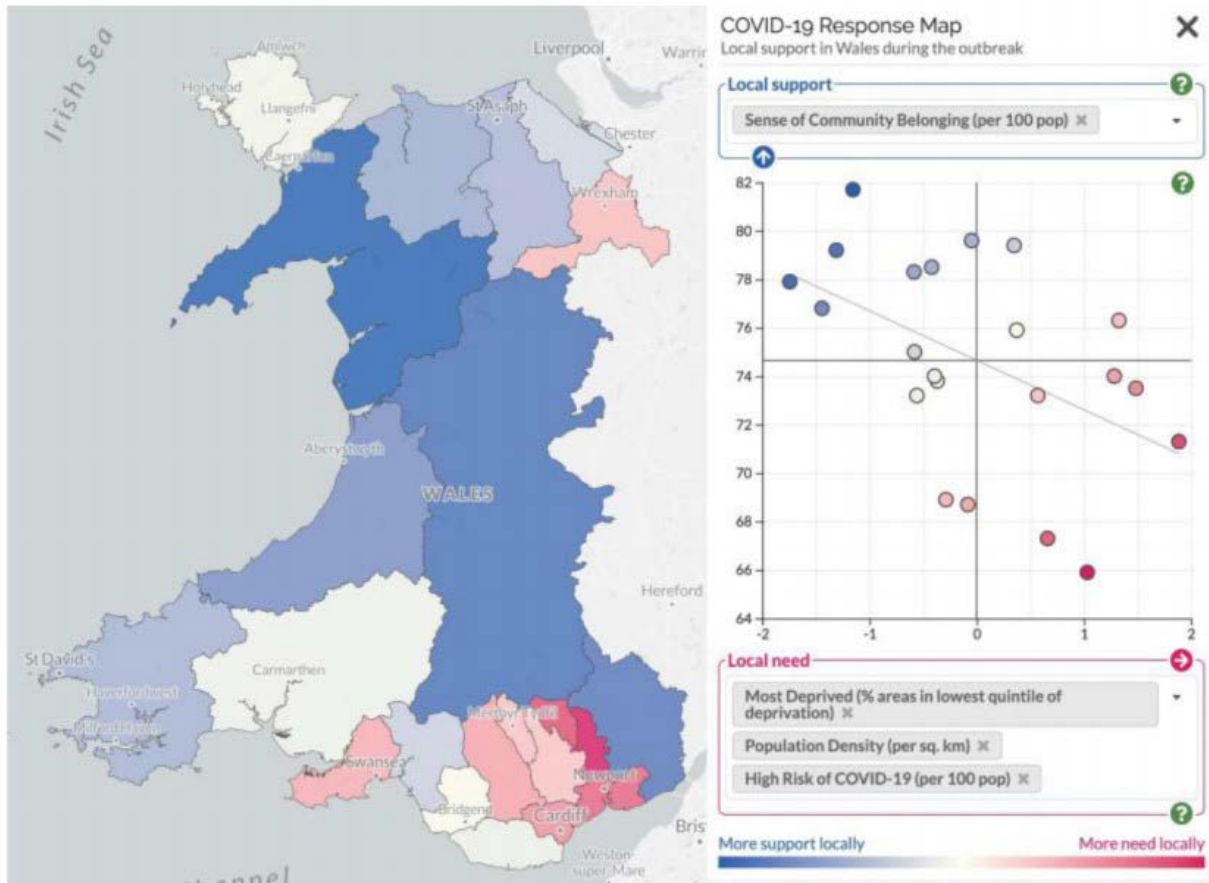 Irish Sea
Amlwch
Holyhead
Llangefni
Caernarfon
St Asaph
Liverpool
Warrin
Chester
Wrexham
Aberystwyth
WALES
Hereford
St David's
Haverfordwest
Milford Haven
Carmarthen
Merthyr Tydfil
Swansea
Newport
Bridgend
Cardiff
Bris
Weston-
super-Mare
Channel
COVID-19 Response Map
Local support in Wales during the outbreak
Local support
?
Sense of Community Belonging (per 100 pop)
?
82
80
78
76
74
72
70
68
66
64
-2
-1
0
1
2
Local need
Most Deprived (% areas in lowest quintile of
deprivation)
Population Density (per sq. km)
High Risk of COVID-19 (per 100 pop)
?
More support locally
More need locally